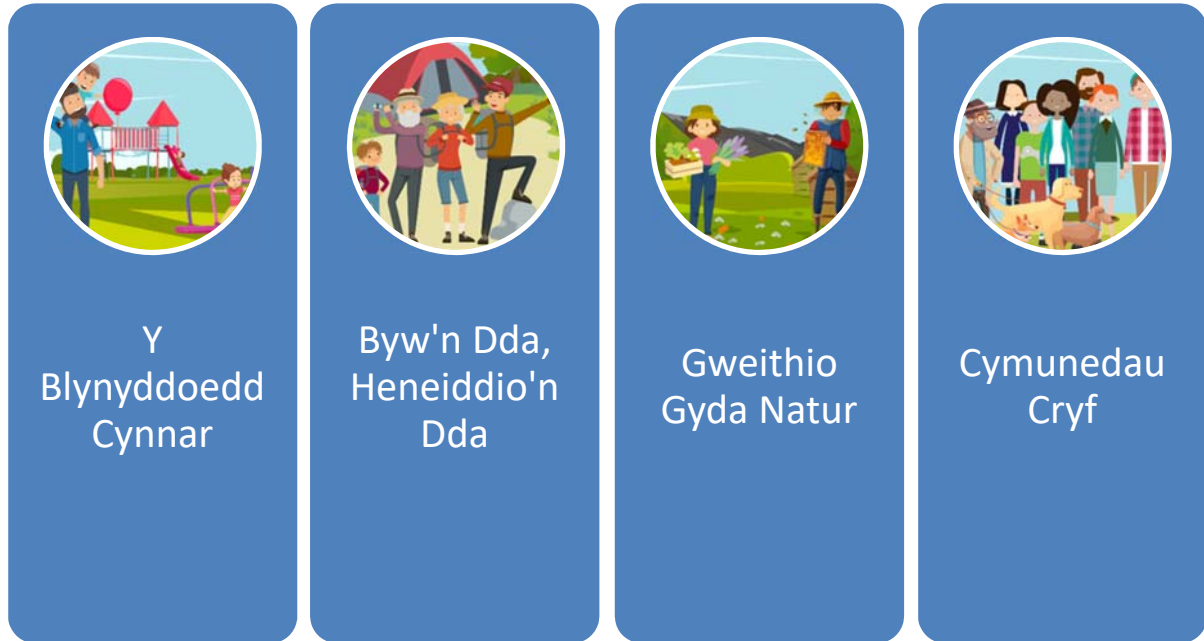 Y
Blynyddoedd
Cynnar
Byw'n Dda,
Heneiddio'n
Dda
Gweithio
Gyda Natur
Cymunedau
Cryf